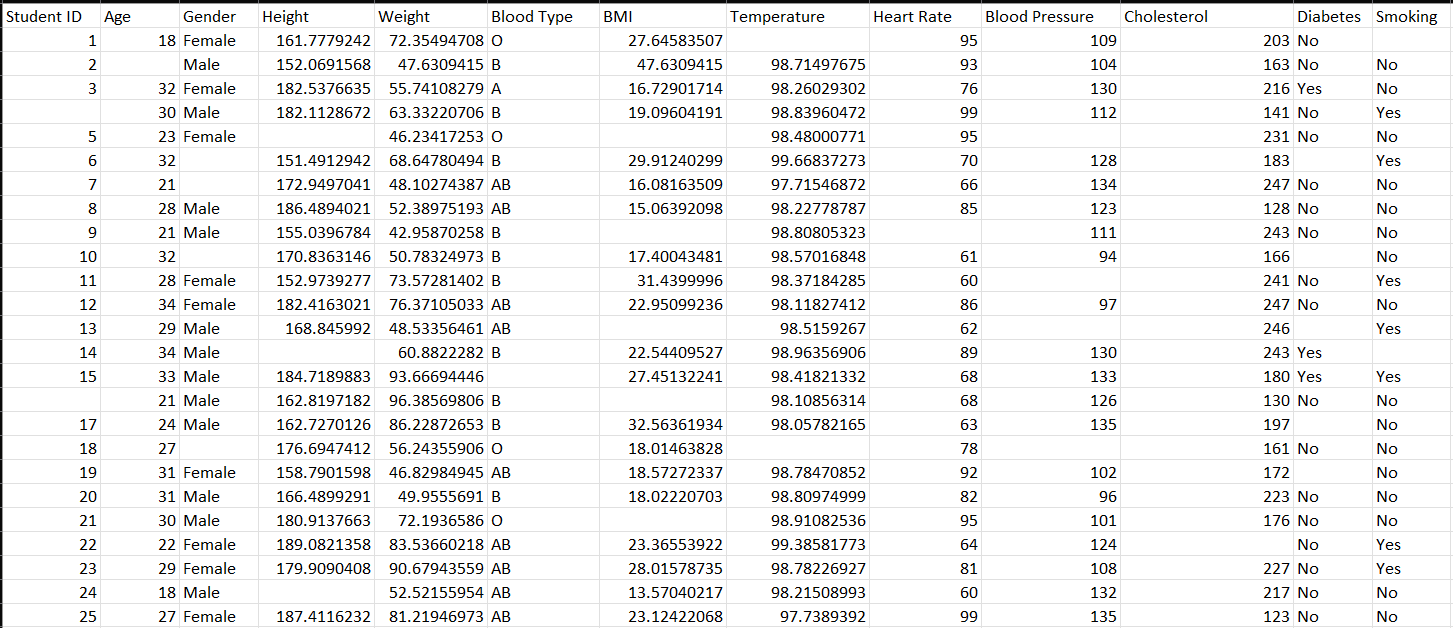 Student ID Age Gender Height Weight Blood Type BMI Temperature Heart Rate Blood Pressure Cholesterol Diabetes Smoking
1 18 Female 161.7779242 72.35494708 O 27.64583507 95 109 203 No
2 Male 152.0691568 47.6309415 B 47.6309415 98.71497675 93 104 163 No No
3 32 Female 182.5376635 55.74108279 A 16.72901714 98.26029302 76 130 216 Yes No
30 Male 182.1128672 63.33220706 B 19.09604191 98.83960472 99 112 141 No Yes
5 23 Female 46.23417253 O 98.48000771 95 231 No No
6 32 151.4912942 68.64780494 B 29.91240299 99.66837273 70 128 183 Yes
7 21 172.9497041 48.10274387 AB 16.08163509 97.71546872 66 134 247 No No
8 28 Male 186.4894021 52.38975193 AB 15.06392098 98.22778787 85 123 128 No No
9 21 Male 155.0396784 42.95870258 B 98.80805323 111 243 No No
10 32 170.8363146 50.78324973 B 17.40043481 98.57016848 61 94 166 No
11 28 Female 152.9739277 73.57281402 B 31.4399996 98.37184285 60 241 No Yes
12 34 Female 182.4163021 76.37105033 AB 22.95099236 98.11827412 86 97 247 No No
13 29 Male 168.845992 48.53356461 AB 98.5159267 62 246 Yes
14 34 Male 60.8822282 B 22.54409527 98.96356906 89 130 243 Yes
15 33 Male 184.7189883 93.66694446 27.45132241 98.41821332 68 133 180 Yes Yes
21 Male 162.8197182 96.38569806 B 98.10856314 68 126 130 No No
17 24 Male 162.7270126 86.22872653 B 32.56361934 98.05782165 63 135 197 No
18 27 176.6947412 56.24355906 O 18.01463828 78 161 No No
19 31 Female 158.7901598 46.82984945 AB 18.57272337 98.78470852 92 102 172 No
20 31 Male 166.4899291 49.9555691 B 18.02220703 98.80974999 82 96 223 No No
21 30 Male 180.9137663 72.1936586 O 98.91082536 95 101 176 No No
22 22 Female 189.0821358 83.53660218 AB 23.36553922 99.38581773 64 124 No Yes
23 29 Female 179.9090408 90.67943559 AB 28.01578735 98.78226927 81 108 227 No Yes
24 18 Male 52.52155954 AB 13.57040217 98.21508993 60 132 217 No No
25 27 Female 187.4116232 81.21946973 AB 23.12422068 97.7389392 99 135 123 No No